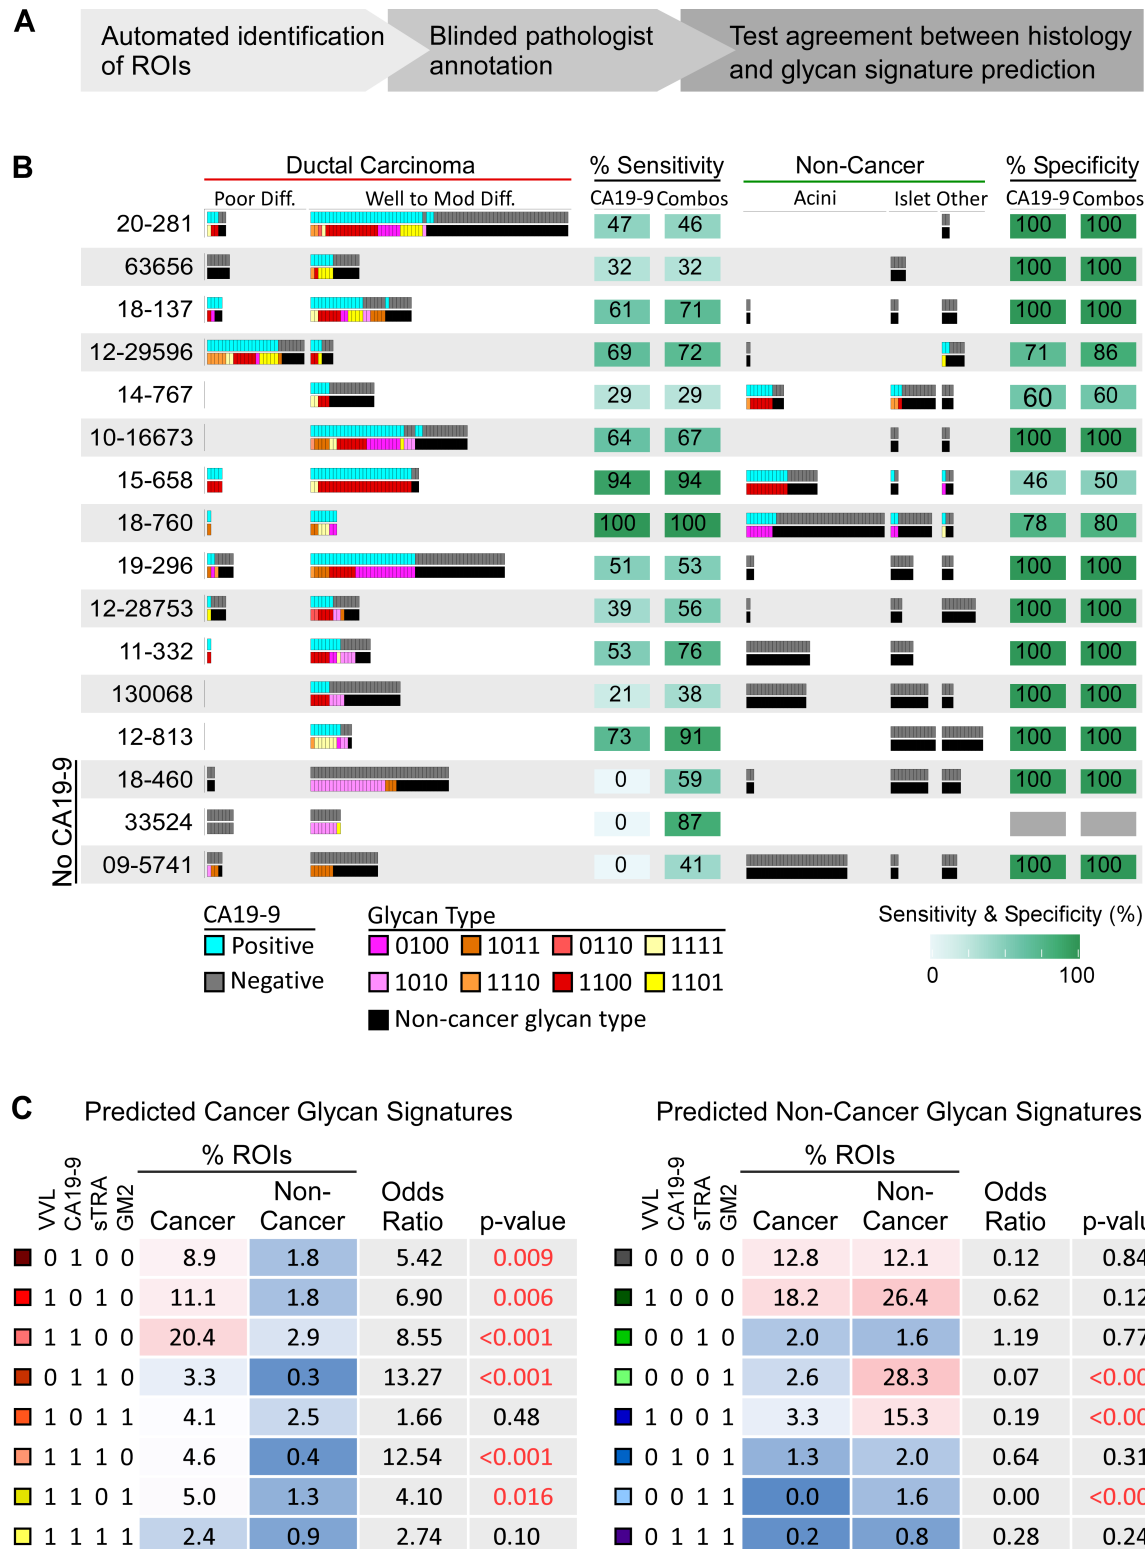 A
Automated identification of ROIs
Blinded pathologist annotation
Test agreement between histology and glycan signature prediction
B
Ductal Carcinoma
% Sensitivity
Non-Cancer
% Specificity
Poor Diff.
Well to Mod Diff.
CA19-9 Combos
Acini
Islet Other
CA19-9 Combos
20-281 47 46 100 100
63656 32 32 100 100
18-137 61 71 100 100
12-29596 69 72 71 86
14-767 29 29 60 60
10-16673 64 67 100 100
15-658 94 94 46 50
18-760 100 100 78 80
19-296 51 53 100 100
12-28753 39 56 100 100
11-332 53 76 100 100
130068 21 38 100 100
12-813 73 91 100 100
No CA19-9
18-460 0 59 100 100
33524 0 87
09-5741 0 41 100 100
CA19-9
Positive
Negative
Glycan Type
0100 1011 0110 1111
1010 1110 1100 1101
Non-cancer glycan type
Sensitivity & Specificity (%)
0 100
C
Predicted Cancer Glycan Signatures
% ROIs
VVL CA19-9 sTRA GM2 Cancer Non-Cancer Odds Ratio p-value
0 1 0 0 8.9 1.8 5.42 0.009
1 0 1 0 11.1 1.8 6.90 0.006
1 1 0 0 20.4 2.9 8.55 <0.001
0 1 1 0 3.3 0.3 13.27 <0.001
1 0 1 1 4.1 2.5 1.66 0.48
1 1 1 0 4.6 0.4 12.54 <0.001
1 1 0 1 5.0 1.3 4.10 0.016
1 1 1 1 2.4 0.9 2.74 0.10
Predicted Non-Cancer Glycan Signatures
% ROIs
VVL CA19-9 sTRA GM2 Cancer Non-Cancer Odds Ratio p-valu
0 0 0 0 12.8 12.1 0.12 0.84
1 0 0 0 18.2 26.4 0.62 0.12
0 0 1 0 2.0 1.6 1.19 0.77
0 0 0 1 2.6 28.3 0.07 <0.00
1 0 0 1 3.3 15.3 0.19 <0.00
0 1 0 1 1.3 2.0 0.64 0.31
0 0 1 1 0.0 1.6 0.00 <0.00
0 1 1 1 0.2 0.8 0.28 0.24